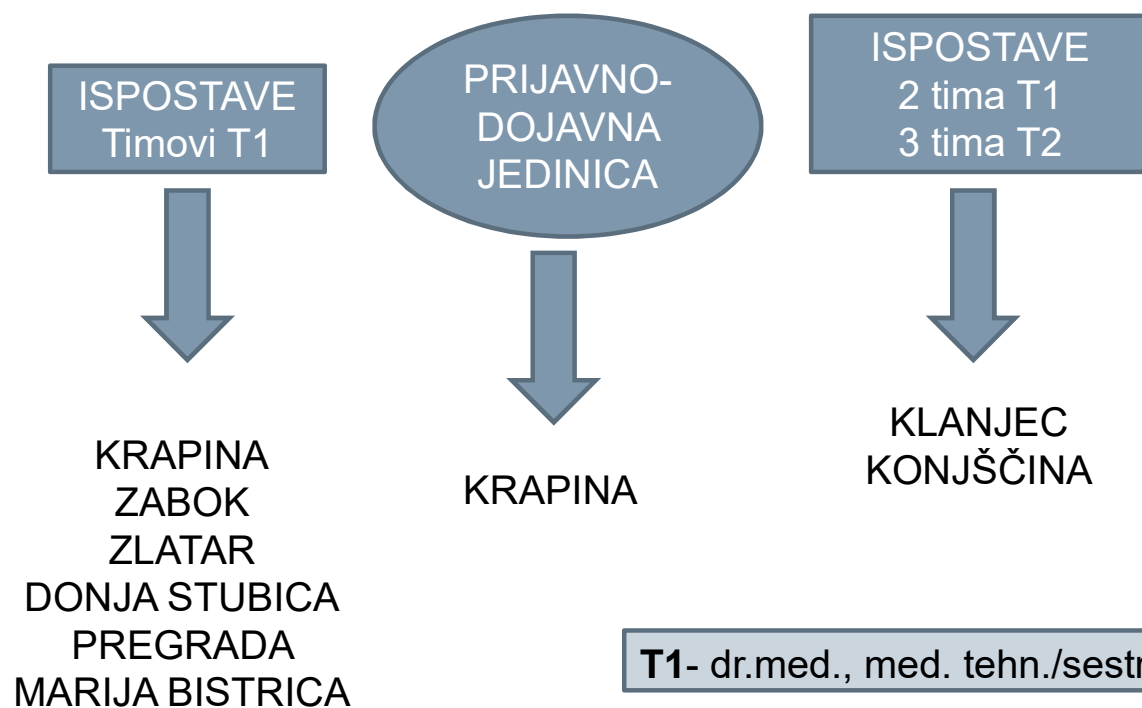 ISPOSTAVE
Timovi T1
PRIJAVNO-
DOJAVNA
JEDINICA
ISPOSTAVE
2 tima T1
3 tima T2
KRAPINA
ZABOK
ZLATAR
DONJA STUBICA
PREGRADA
MARIJA BISTRICA
KRAPINA
KLANJEC
KONJŠČINA
T1- dr.med., med. tehn./